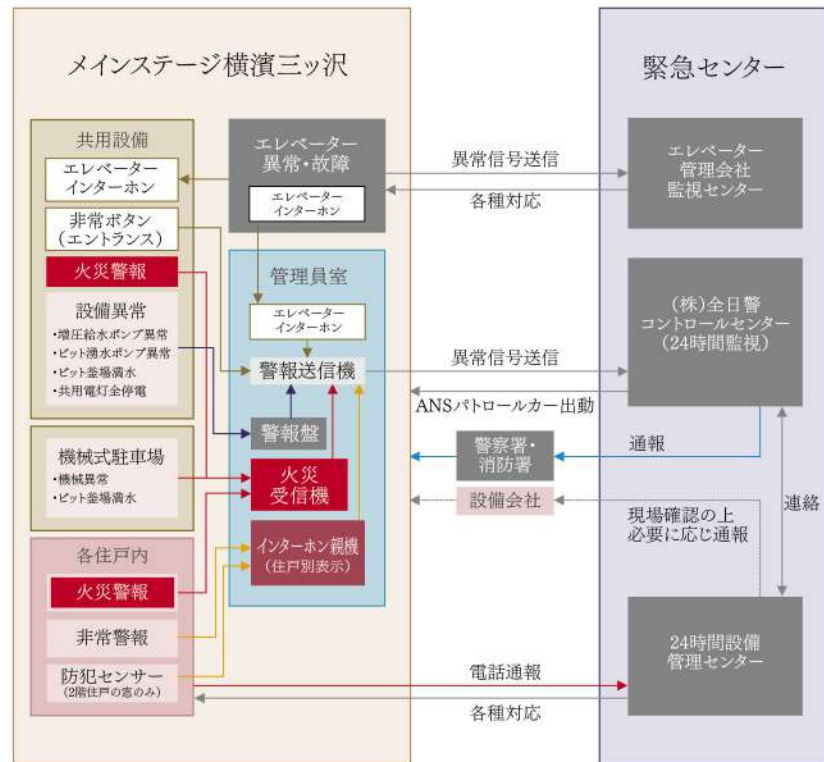 メインステージ横濱三ッ沢
共用設備
エレベーター
インターホン
非常ボタン
(エントランス)
火災警報
設備異常
・増圧給水ポンプ異常
・ピット湧水ポンプ異常
・ピット釜場満水
・共用電灯全停電
機械式駐車場
・機械異常
・ピット釜場満水
各住戸内
火災警報
非常警報
防犯センサー
(2階住戸の窓のみ)
エレベーター
異常・故障
エレベーター
インターホン
管理員室
エレベーター
インターホン
警報送信機
警報盤
火災
受信機
インターホン親機
(住戸別表示)
異常信号送信
各種対応
異常信号送信
ANSパトロールカー出動
警察署・
消防署
通報
設備会社
現場確認の上
必要に応じ通報
連絡
電話通報
各種対応
緊急センター
エレベーター
管理会社
監視センター
(株)全日警
コントロールセンター
(24時間監視)
24時間設備
管理センター